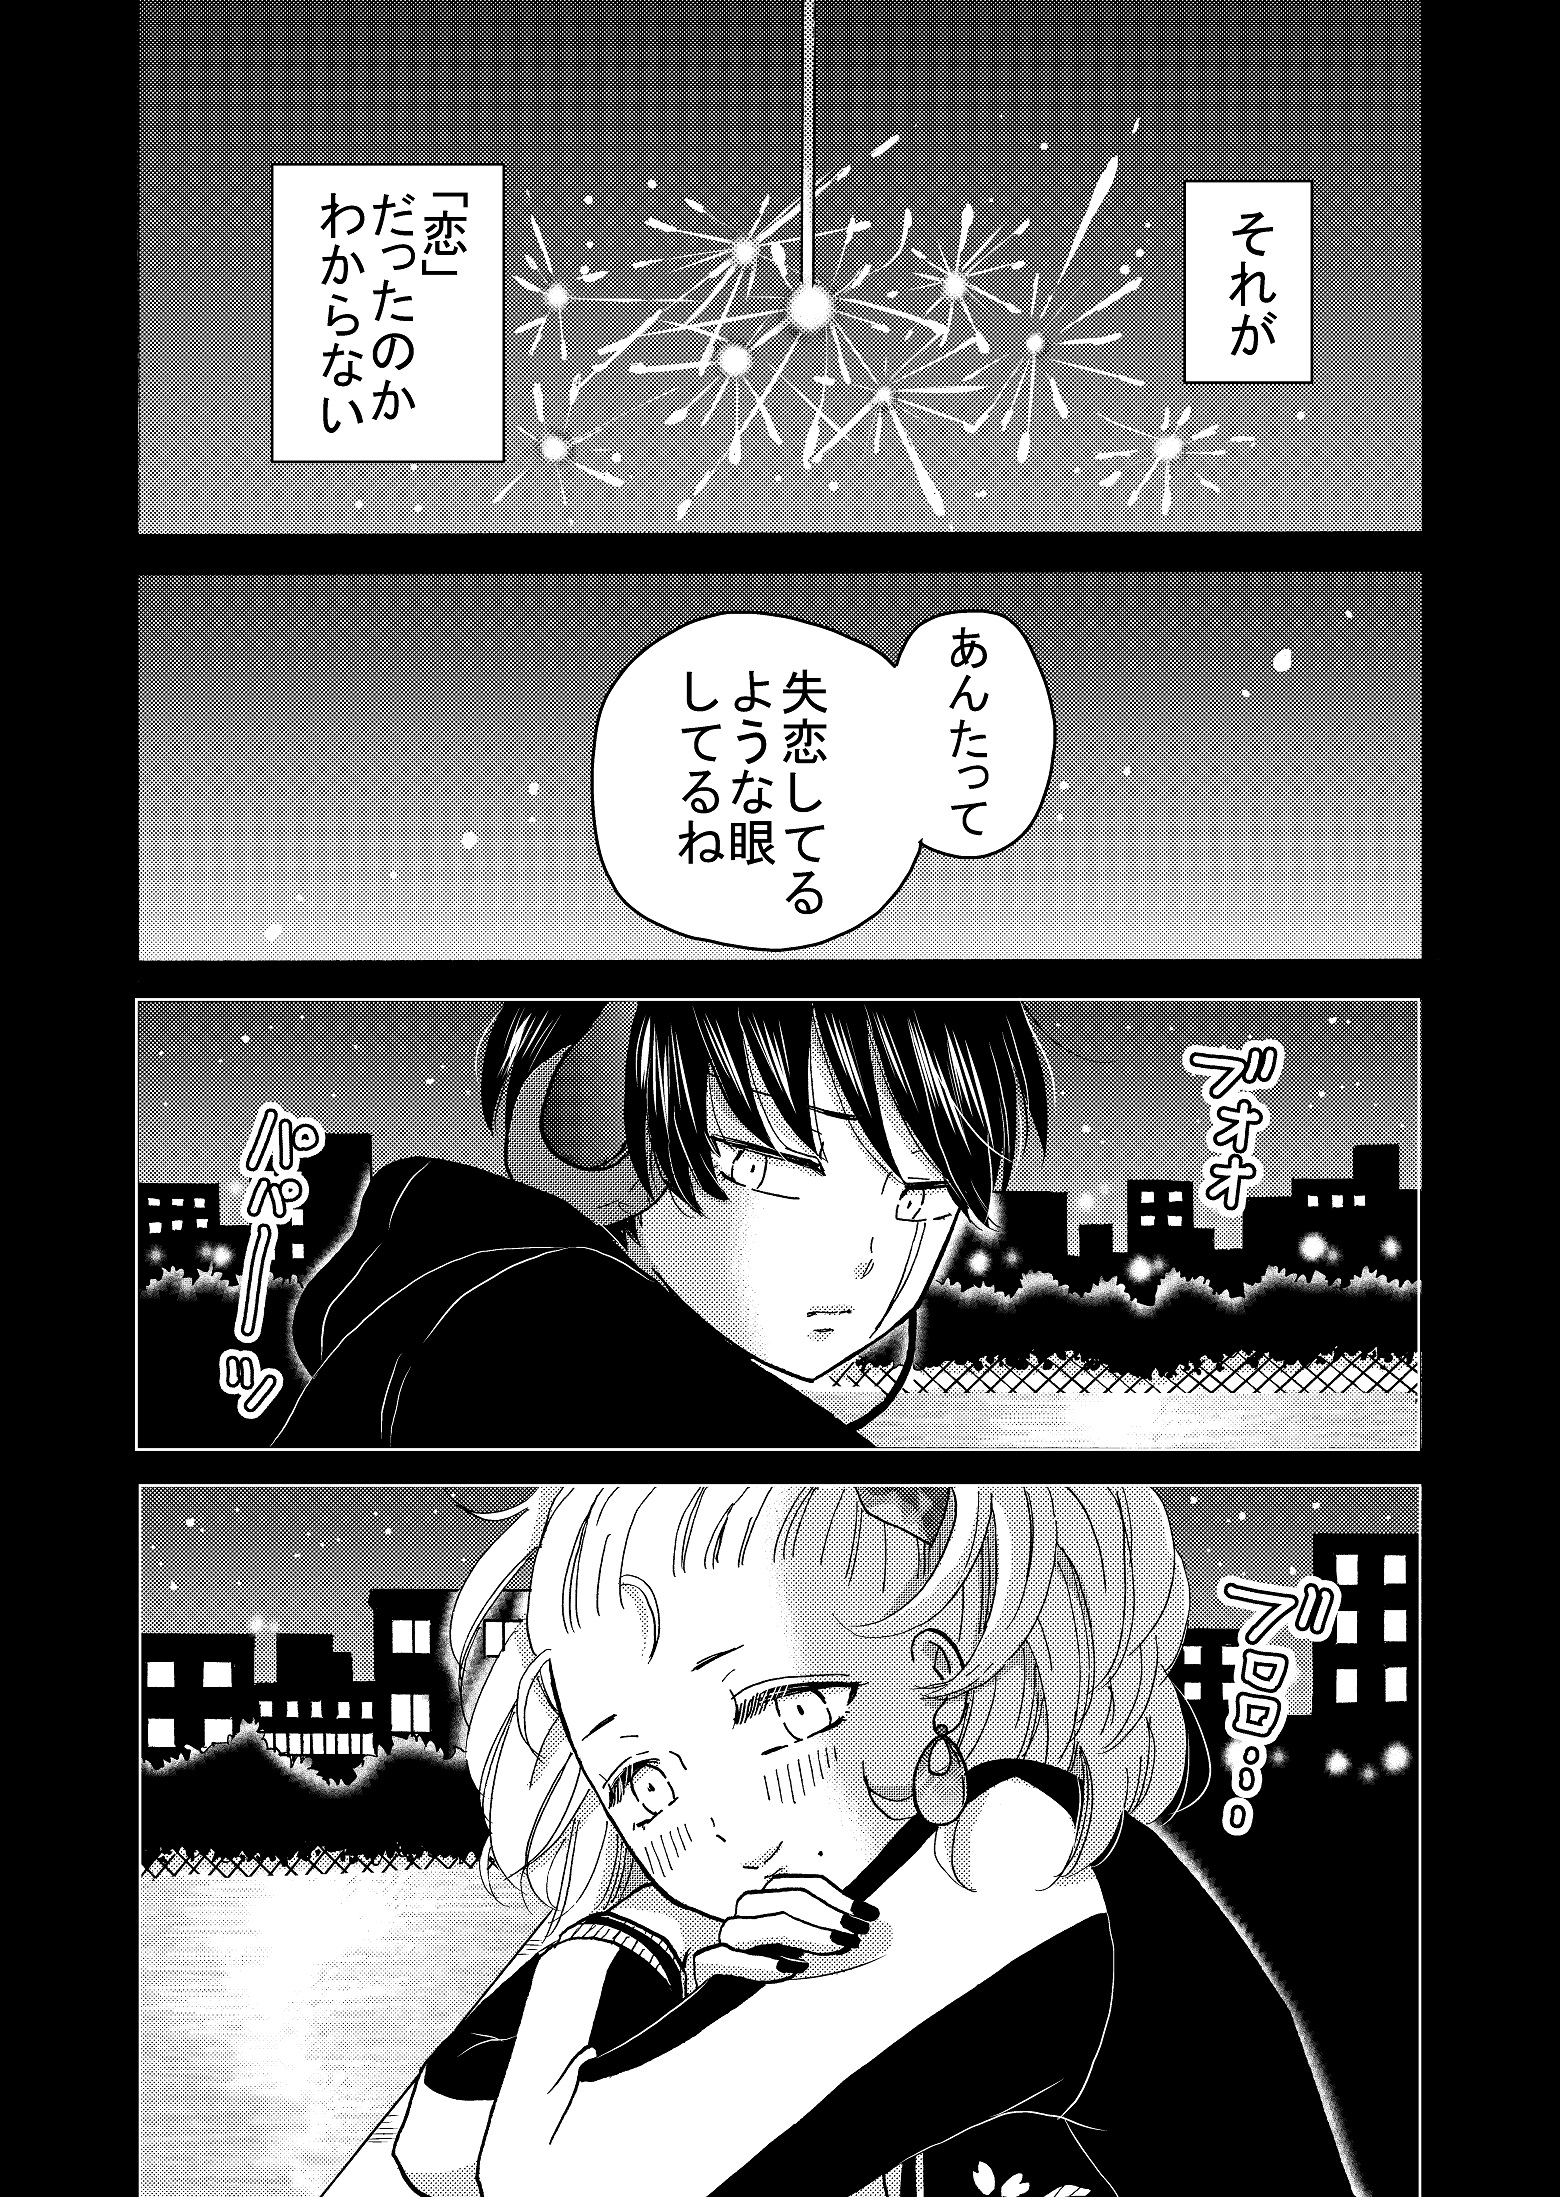 それが
「恋」
だったのか
わからない
あんたって
失恋してる
ような眼
してるね
ブオオ
パパーーッ
ブロロ…。